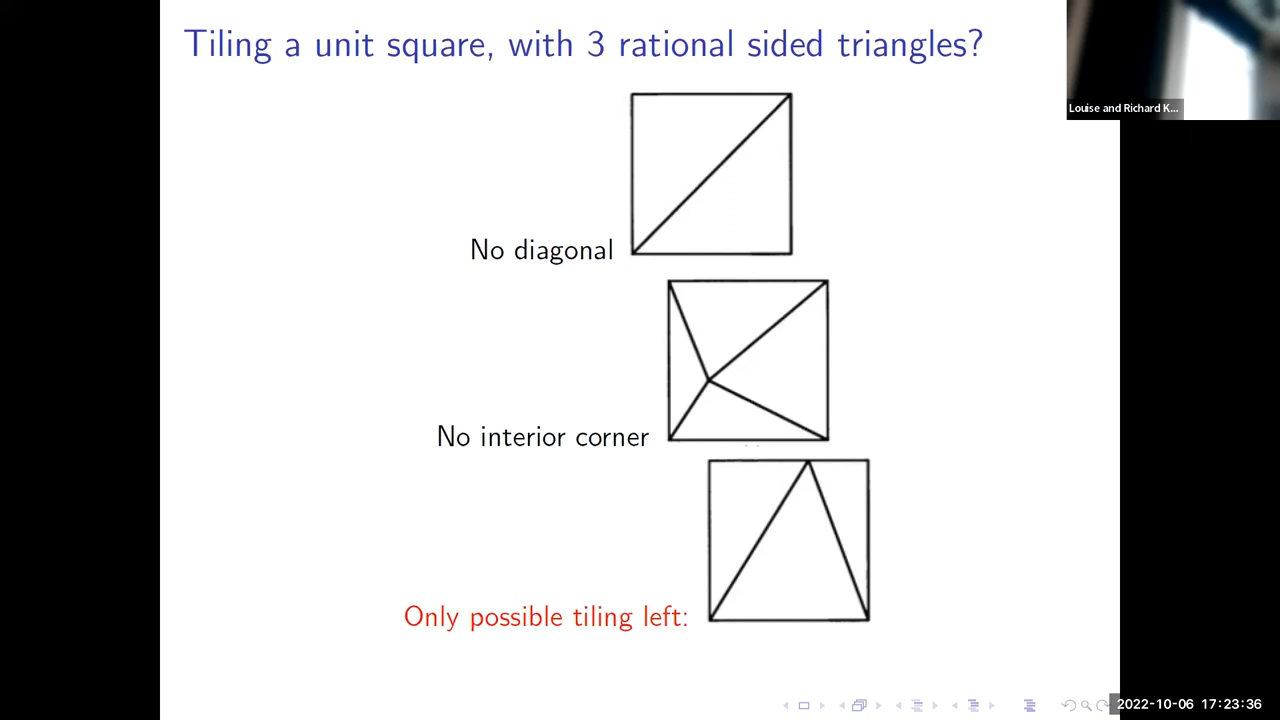 Tiling a unit square, with 3 rational sided triangles?
Louise and Richard K...
No diagonal
No interior corner
Only possible tiling left:
2022-10-06 17:23:36